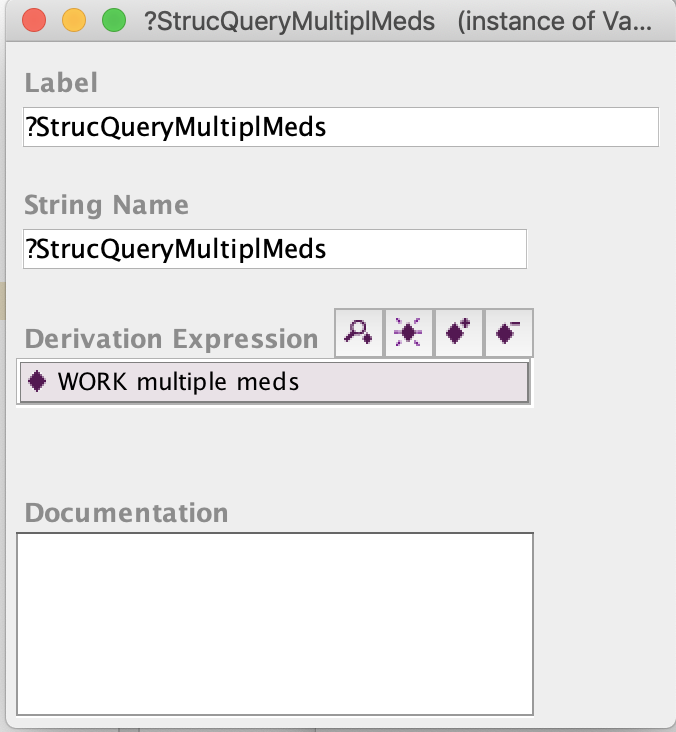 ?StrucQueryMultiplMeds (instance of Va...
Label
?StrucQueryMultiplMeds
String Name
?StrucQueryMultiplMeds
Derivation Expression
WORK multiple meds
Documentation